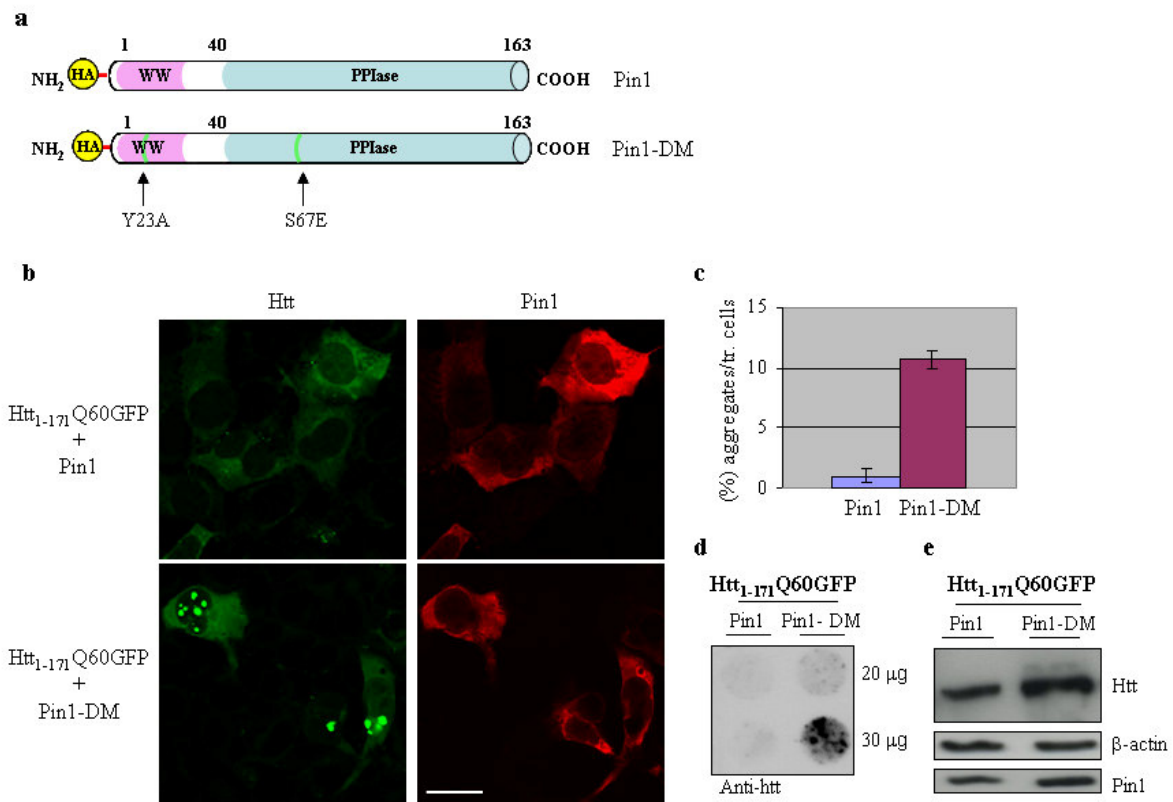 a
1 40 163
NH2 HA WW PPIase COOH Pin1
1 40 163
NH2 HA WW PPIase COOH Pin1-DM
Y23A S67E
b
Htt Pin1
Htt1-171Q60GFP
+
Pin1
Htt1-171Q60GFP
+
Pin1-DM
c
(%) aggregates/tr. cells
15
10
5
0
Pin1 Pin1-DM
d
Htt1-171Q60GFP
Pin1 Pin1- DM
20 µg
30 µg
Anti-htt
e
Htt1-171Q60GFP
Pin1 Pin1-DM
Htt
β-actin
Pin1